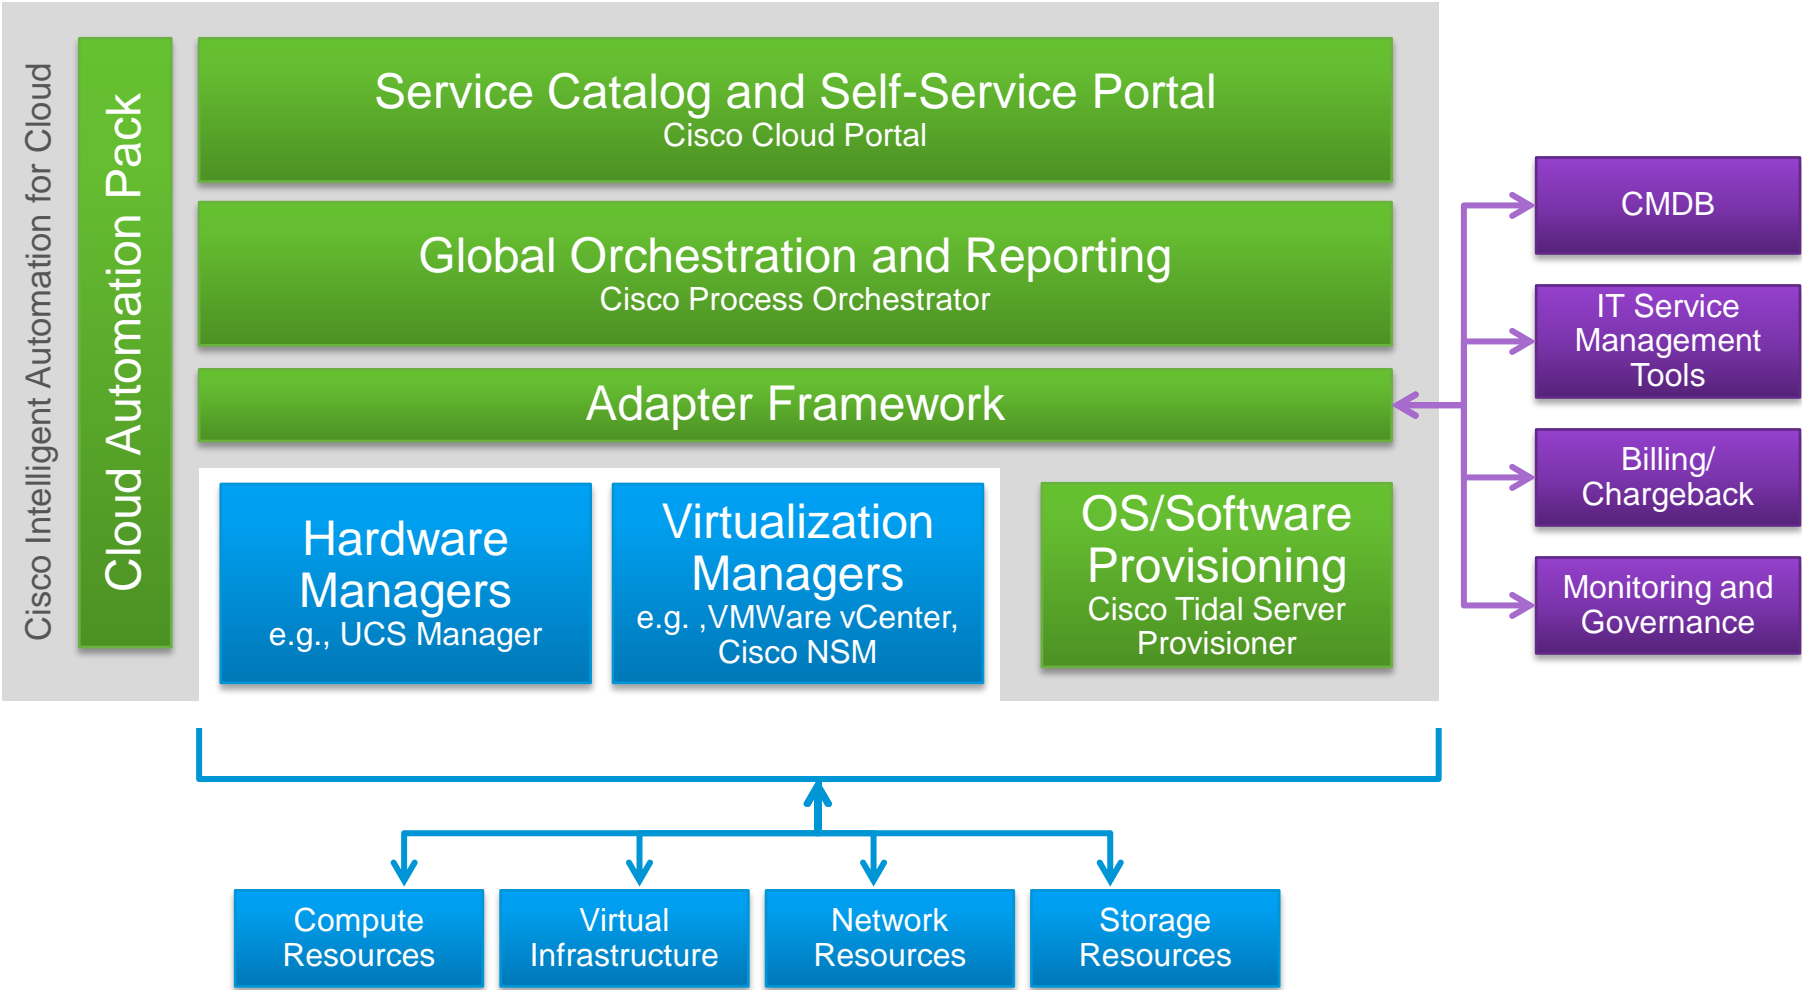 Cisco Intelligent Automation for Cloud
Cloud Automation Pack
Service Catalog and Self-Service Portal
Cisco Cloud Portal
Global Orchestration and Reporting
Cisco Process Orchestrator
Adapter Framework
Hardware
Managers
e.g., UCS Manager
Virtualization
Managers
e.g. ,VMWare vCenter,
Cisco NSM
OS/Software
Provisioning
Cisco Tidal Server
Provisioner
CMDB
IT Service
Management
Tools
Billing/
Chargeback
Monitoring and
Governance
Compute
Resources
Virtual
Infrastructure
Network
Resources
Storage
Resources